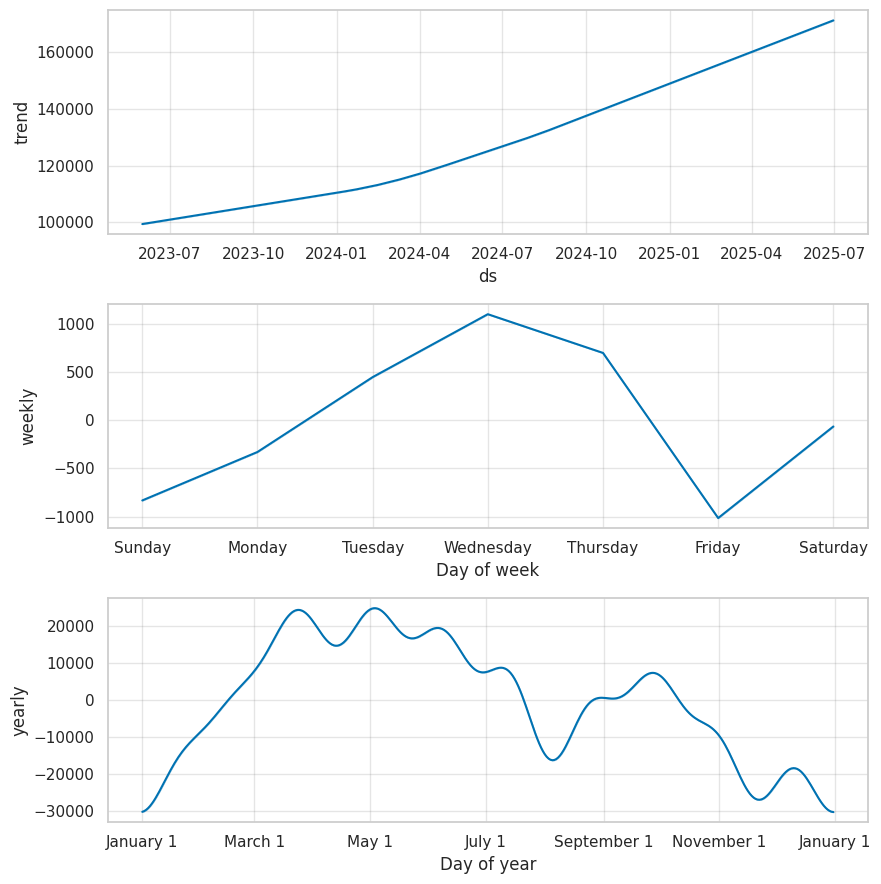 160000
140000
120000
100000
trend
2023-07 2023-10 2024-01 2024-04 2024-07 2024-10 2025-01 2025-04 2025-07
ds
1000
500
0
−500
−1000
weekly
Sunday Monday Tuesday Wednesday Thursday Friday Saturday
Day of week
20000
10000
0
−10000
−20000
−30000
yearly
January 1 March 1 May 1 July 1 September 1 November 1 January 1
Day of year